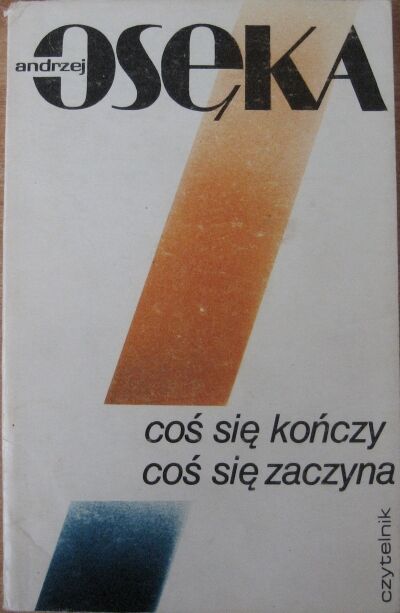 andrzej OSĘKA
coś się kończy
coś się zaczyna
czytelnik